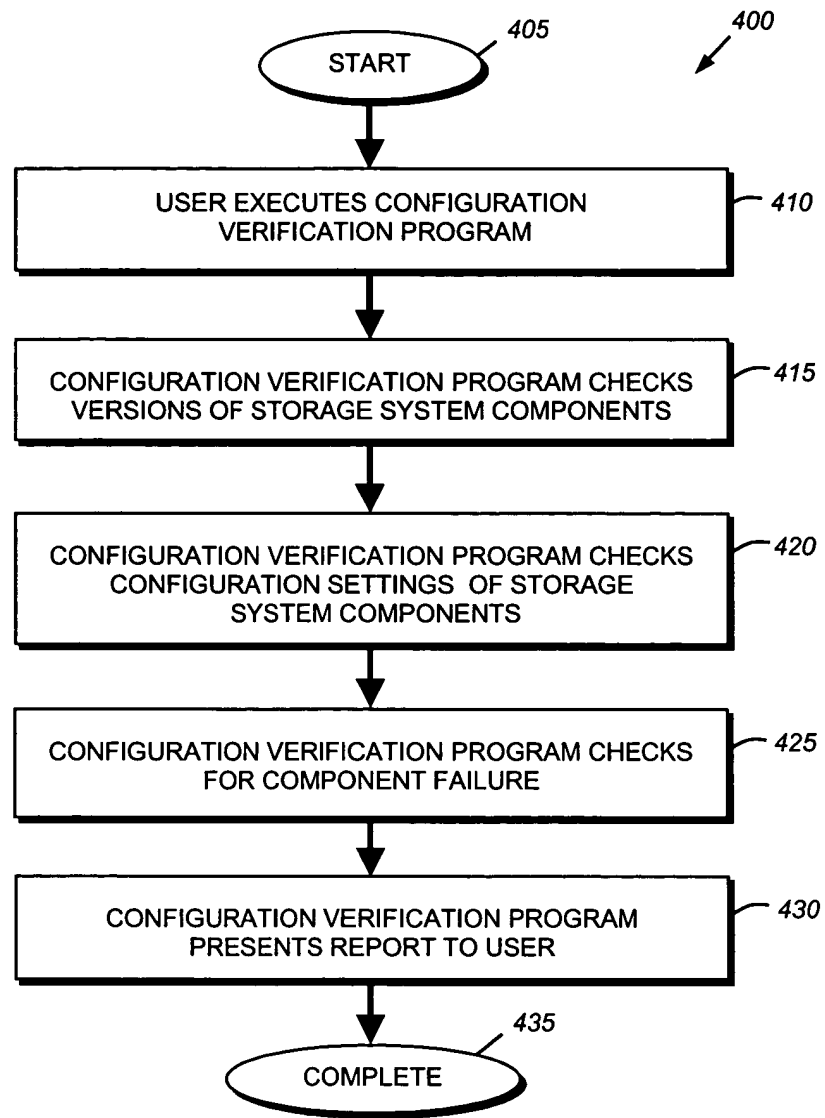 START
405
400
USER EXECUTES CONFIGURATION
VERIFICATION PROGRAM
410
CONFIGURATION VERIFICATION PROGRAM CHECKS
VERSIONS OF STORAGE SYSTEM COMPONENTS
415
CONFIGURATION VERIFICATION PROGRAM CHECKS
CONFIGURATION SETTINGS OF STORAGE
SYSTEM COMPONENTS
420
CONFIGURATION VERIFICATION PROGRAM CHECKS
FOR COMPONENT FAILURE
425
CONFIGURATION VERIFICATION PROGRAM
PRESENTS REPORT TO USER
430
COMPLETE
435